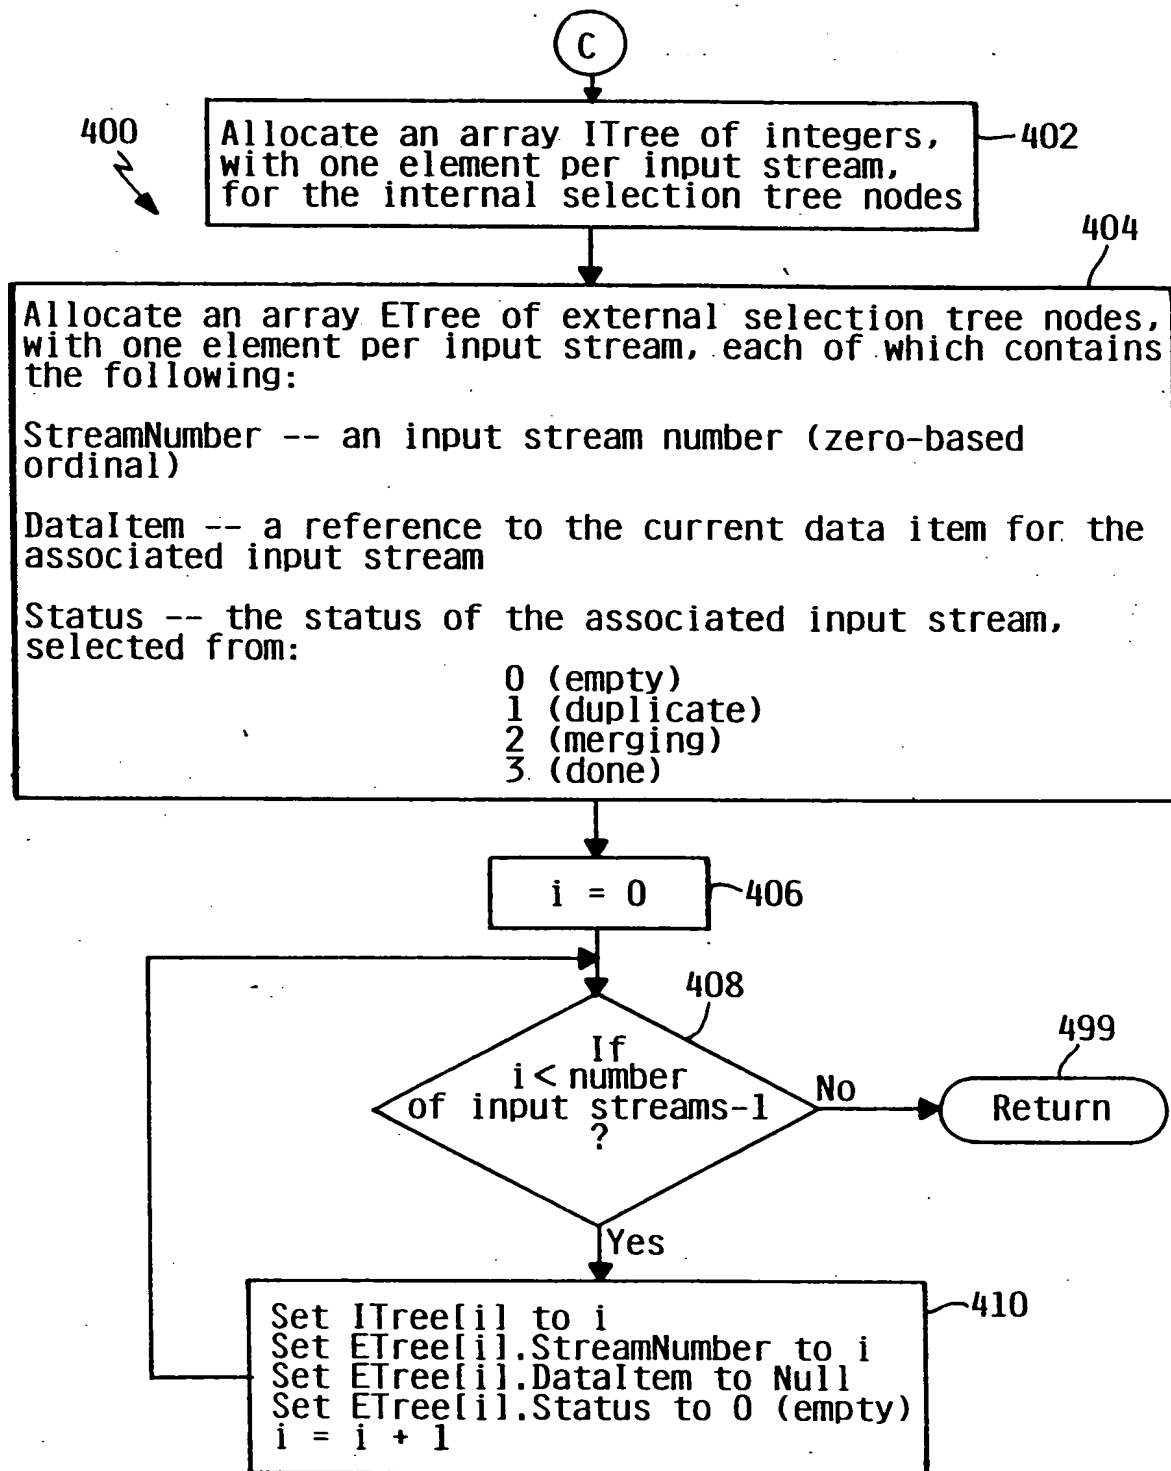 C
400
Allocate an array ITree of integers,
with one element per input stream,
for the internal selection tree nodes
402
404
Allocate an array ETree of external selection tree nodes,
with one element per input stream, each of which contains
the following:
StreamNumber -- an input stream number (zero-based
ordinal)
DataItem -- a reference to the current data item for the
associated input stream
Status -- the status of the associated input stream,
selected from:
0 (empty)
1 (duplicate)
2 (merging)
3 (done)
i = 0
406
408
If
i < number
of input streams-1
?
No
499
Return
Yes
410
Set ITree[i] to i
Set ETree[i].StreamNumber to i
Set ETree[i].DataItem to Null
Set ETree[i].Status to 0 (empty)
i = i + 1